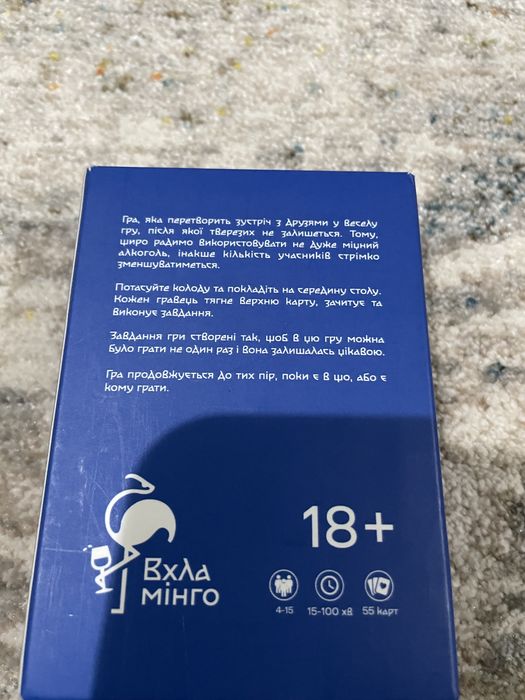 Гра, яка перетворить зустріч з друзями у веселу
гру, після якої тверезих не залишеться. Тому,
щиро радимо використовувати не дуже міцний
алкоголь, інакше кількість учасників стрімко
зменшуватиметься.
Потасуйте колоду та покладіть на середину столу.
Кожен гравець тягне верхню карту, зачитує та
виконує завдання.
Завдання гри створені так, щоб в цю гру можна
було грати не один раз і вона залишалась цікавою.
Гра продовжується до тих пір, поки є в що, або є
кому грати.
18+
Вхла
мінго
4-15
15-100 хв
55 карт